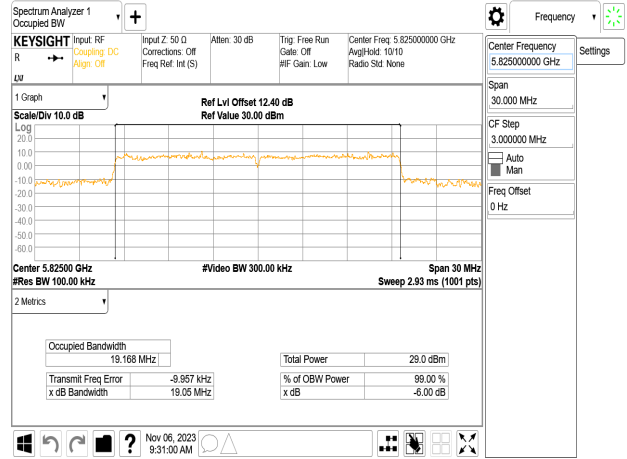 Spectrum Analyzer 1
Occupied BW
Frequency
KEYSIGHT
R
Input: RF
Coupling: DC
Align: Off
Input Z: 50 Ω
Corrections: Off
Freq Ref: Int (S)
Atten: 30 dB
Trig: Free Run
Gate: Off
#IF Gain: Low
Center Freq: 5.825000000 GHz
Avg|Hold: 10/10
Radio Std: None
LXI
Center Frequency
5.825000000 GHz
Settings
Span
30.000 MHz
CF Step
3.000000 MHz
Auto
Man
Freq Offset
0 Hz
1 Graph
Scale/Div 10.0 dB
Ref Lvl Offset 12.40 dB
Ref Value 30.00 dBm
Log
20.0
10.0
0.00
-10.0
-20.0
-30.0
-40.0
-50.0
-60.0
Center 5.82500 GHz
#Video BW 300.00 kHz
Span 30 MHz
#Res BW 100.00 kHz
Sweep 2.93 ms (1001 pts)
2 Metrics
Occupied Bandwidth
19.168 MHz
Total Power 29.0 dBm
Transmit Freq Error -9.957 kHz
% of OBW Power 99.00 %
x dB Bandwidth 19.05 MHz
x dB -6.00 dB
?
Nov 06, 2023
9:31:00 AM